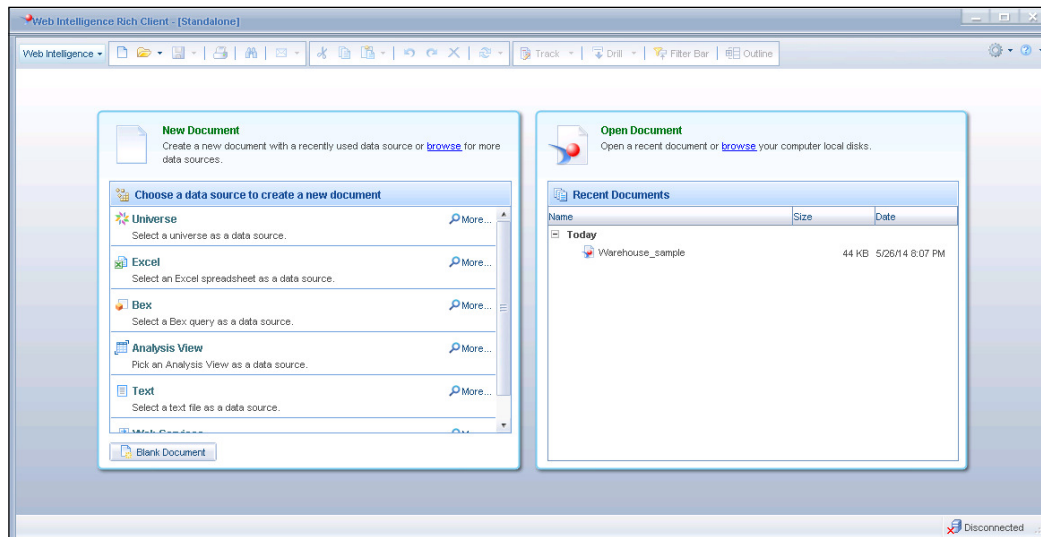 Web Intelligence Rich Client - [Standalone]
Web Intelligence
Track
Drill
Filter Bar
Outline
New Document
Create a new document with a recently used data source or browse for more
data sources.
Choose a data source to create a new document
Universe
More...
Select a universe as a data source.
Excel
More...
Select an Excel spreadsheet as a data source.
Bex
More...
Select a Bex query as a data source.
Analysis View
More...
Pick an Analysis View as a data source.
Text
More...
Select a text file as a data source.
Blank Document
Open Document
Open a recent document or browse your computer local disks.
Recent Documents
Name Size Date
Today
Warehouse_sample 44 KB 5/26/14 8:07 PM
Disconnected